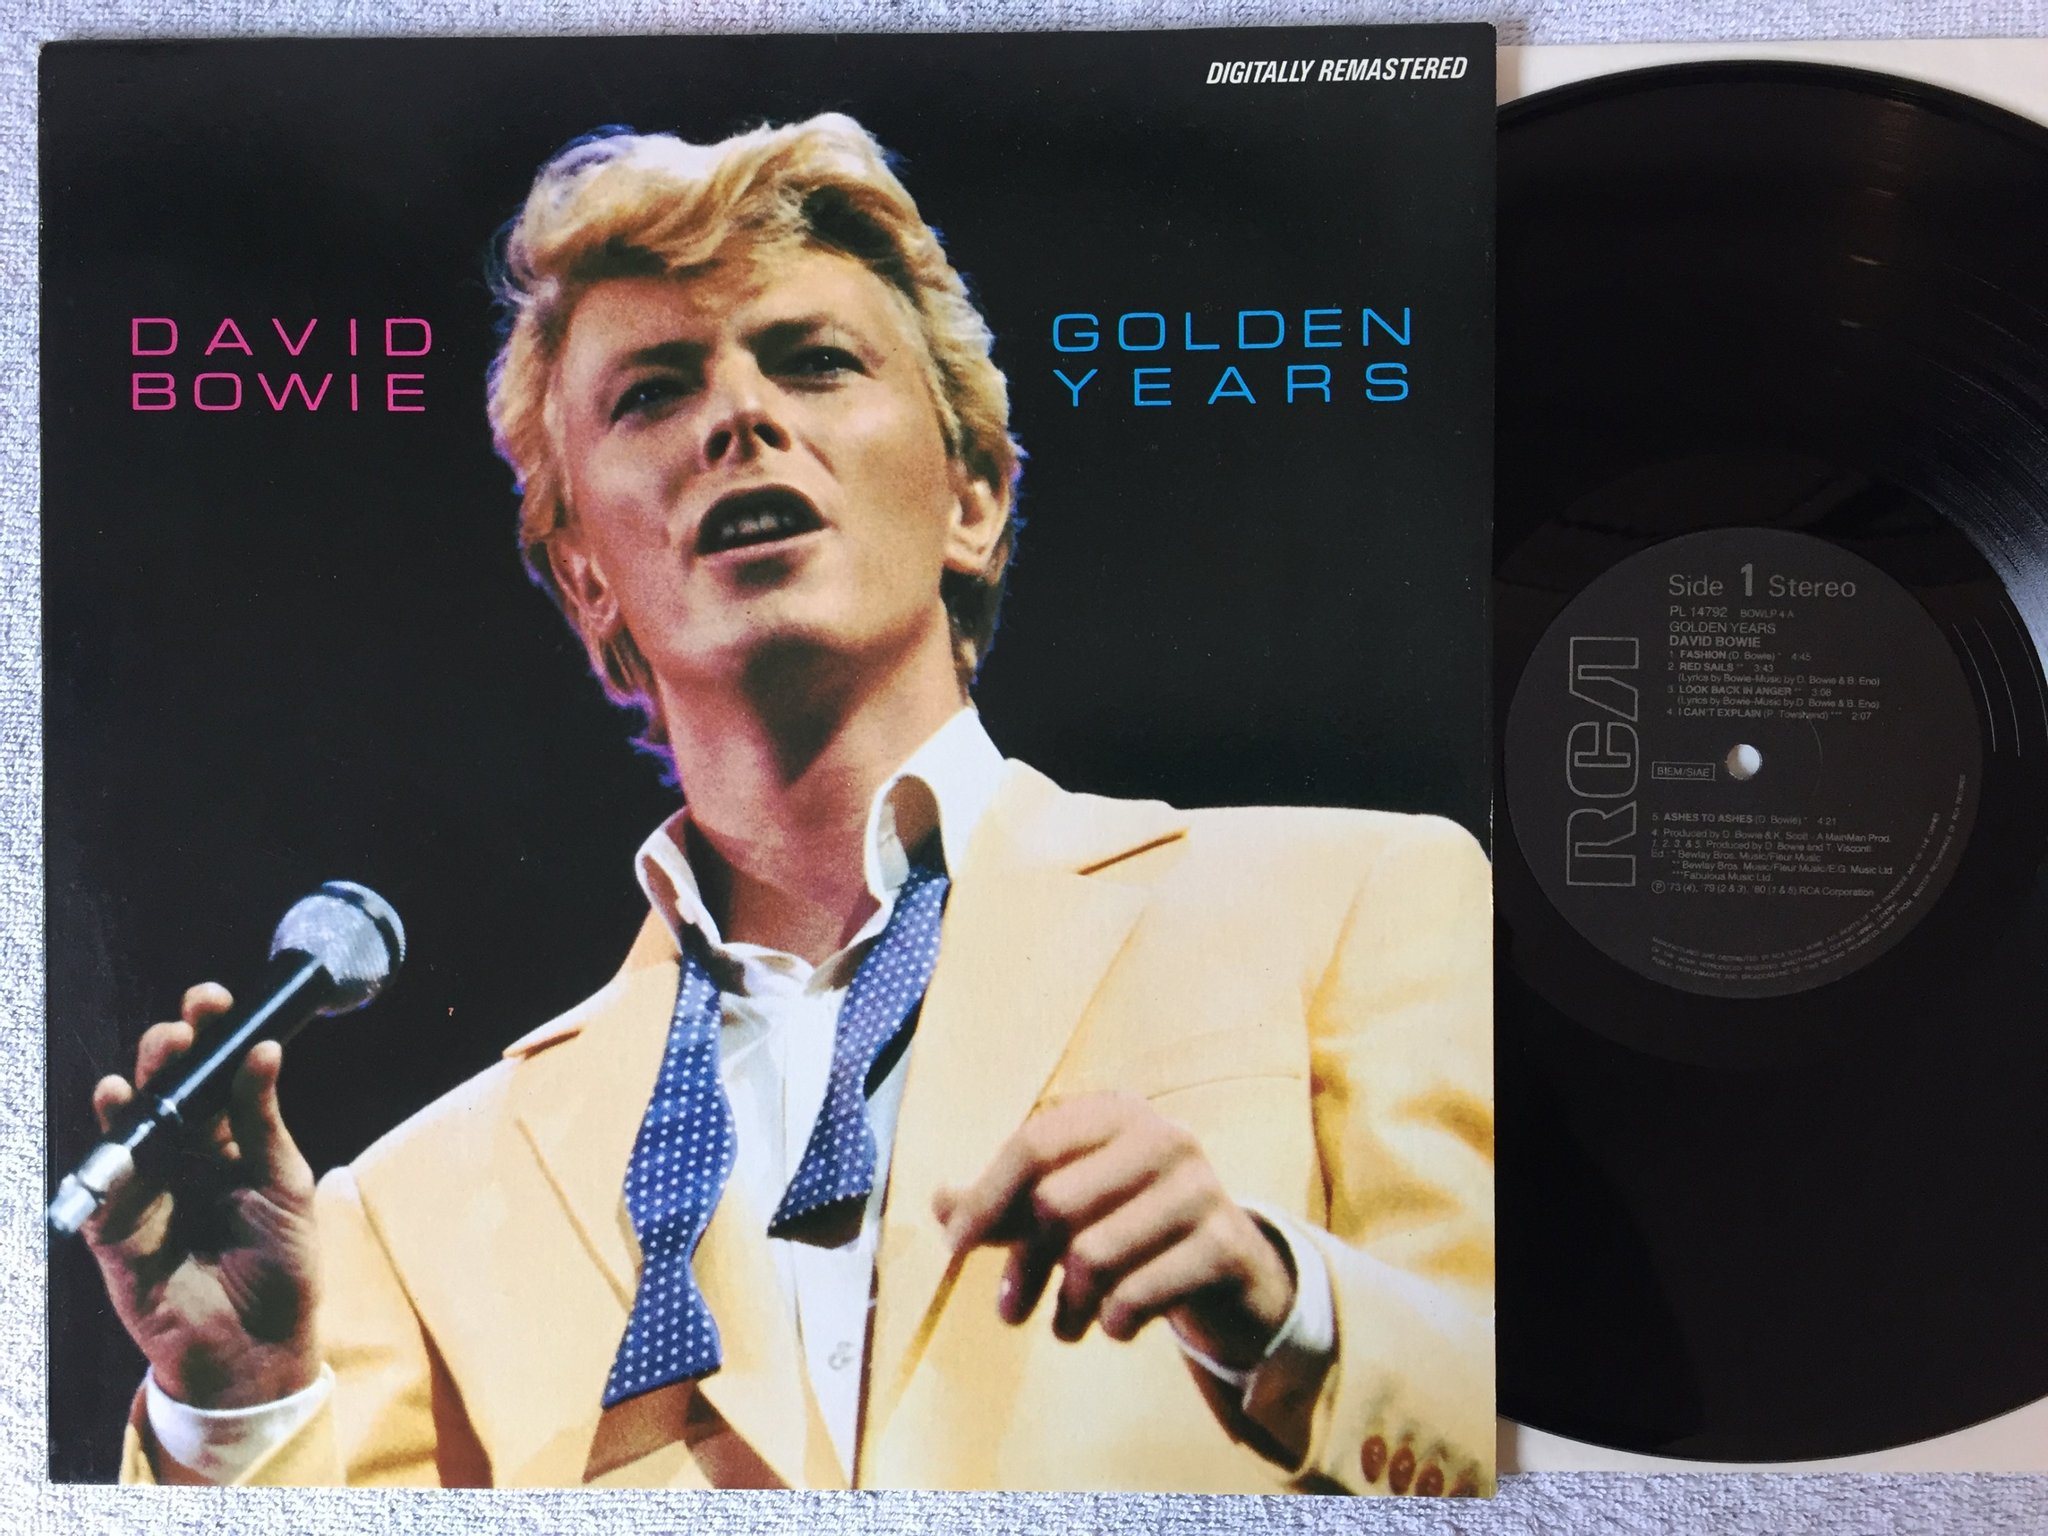 DIGITALLY REMASTERED
DAVID
BOWIE
GOLDEN
YEARS
Side 1 Stereo
PL 14792 BOWLP 4 A
GOLDEN YEARS
DAVID BOWIE
1. FASHION (D. Bowie) * 4:45
2. RED SAILS ** 3:43
(Lyrics by Bowie-Music by D. Bowie & B. Eno)
3. LOOK BACK IN ANGER ** 3:08
(Lyrics by Bowie-Music by D. Bowie & B. Eno)
4. I CAN'T EXPLAIN (P. Townshend) *** 2:07
RCA
BIEM/SIAE
5. ASHES TO ASHES (D. Bowie) * 4:21
4. Produced by D. Bowie & K. Scott - A MainMan Prod.
1, 2, 3, & 5. Produced by D. Bowie and T. Visconti.
Ed : * Bewlay Bros. Music/Fleur Music
** Bewlay Bros. Music/Fleur Music/E.G. Music Ltd
***Fabulous Music Ltd.
℗ '73 (4), '79 (2 & 3), '80 (1 & 5) RCA Corporation